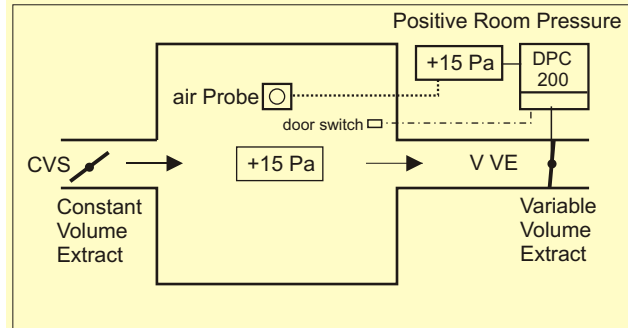 Positive Room Pressure
+15 Pa
DPC
200
air Probe
door switch
CVS
+15 Pa
V VE
Constant
Volume
Extract
Variable
Volume
Extract